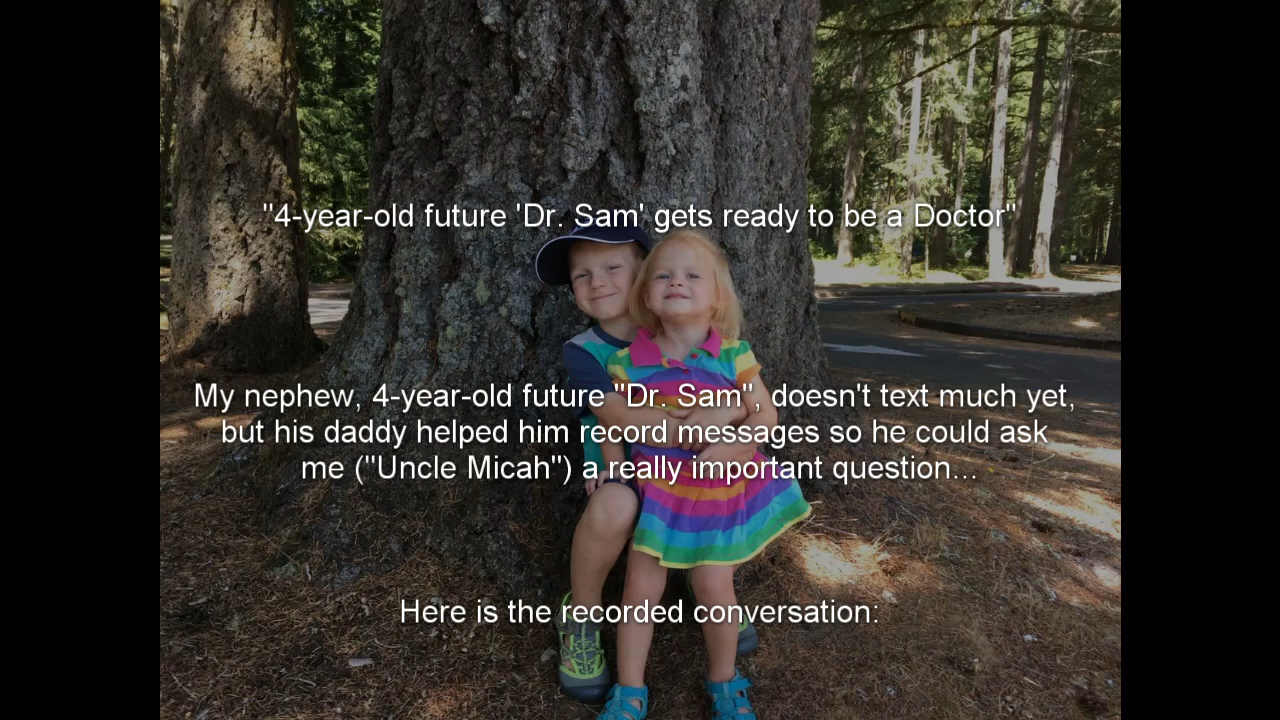 "4-year-old future 'Dr. Sam' gets ready to be a Doctor"
My nephew, 4-year-old future "Dr. Sam", doesn't text much yet,
but his daddy helped him record messages so he could ask
me ("Uncle Micah") a really important question...
Here is the recorded conversation: